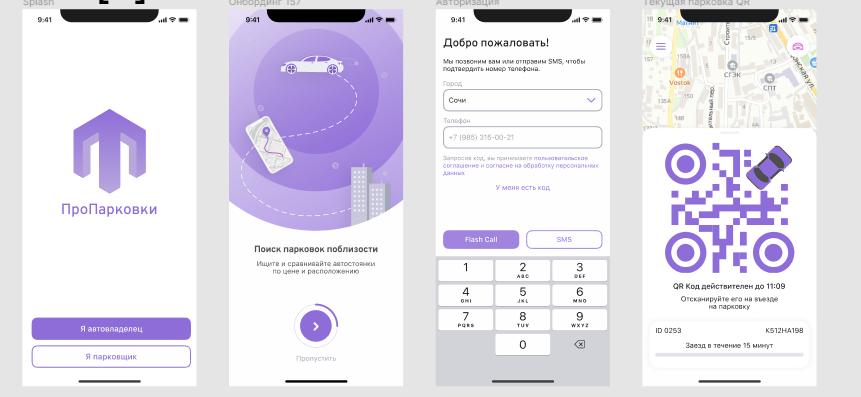 Splash
9:41
ПроПарковки
Я автовладелец
Я парковщик
Онбординг 157
9:41
Поиск парковок поблизости
Ищите и сравнивайте автостоянки
по цене и расположению
Пропустить
Авторизация
9:41
Добро пожаловать!
Мы позвоним вам или отправим SMS, чтобы
подтвердить номер телефона.
Город
Сочи
Телефон
+7 (985) 315-00-21
Запросив код, вы принимаете пользовательское
соглашение и согласие на обработку персональных
данных
У меня есть код
Flash Call
SMS
1
2
ABC
3
DEF
4
GHI
5
JKL
6
MNO
7
PQRS
8
TUV
9
WXYZ
0
Текущая парковка QR
9:41
Магнит
157
СГЭК
Vostok
СПТ
159
QR Код действителен до 11:09
Отсканируйте его на въезде
на парковку
ID 0253
К512НА198
Заезд в течение 15 минут